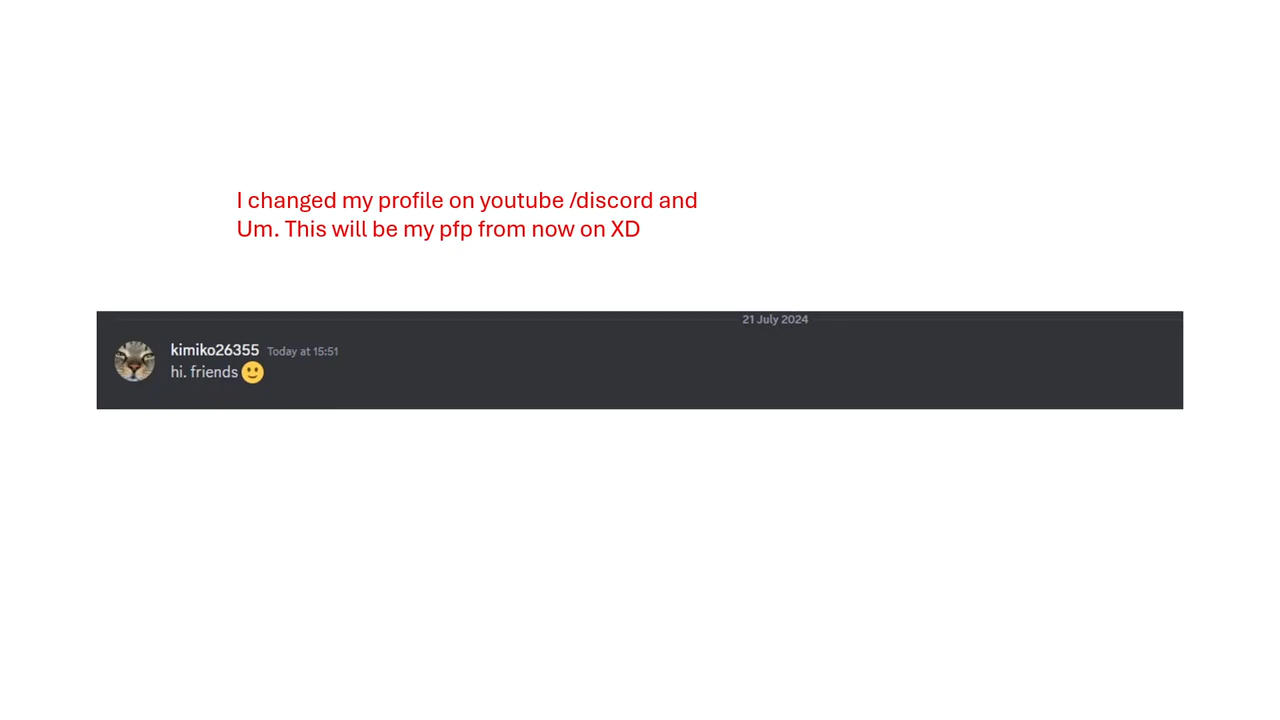 I changed my profile on youtube /discord and
Um. This will be my pfp from now on XD
21 July 2024
kimiko26355 Today at 15:51
hi. friends 🙂